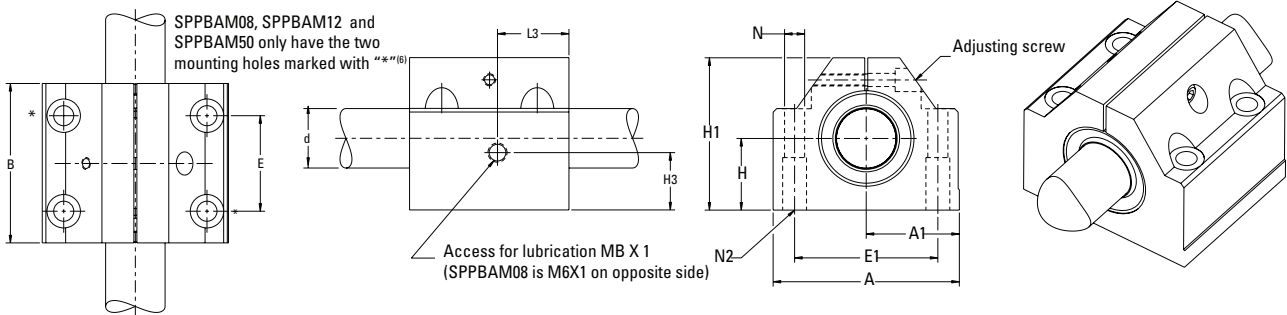 SPPBAM08, SPPBAM12 and
SPPBAM50 only have the two
mounting holes marked with “*”(6)
*
B
E
*
L3
d
H3
Access for lubrication MB X 1
(SPPBAM08 is M6X1 on opposite side)
N
Adjusting screw
H1
H
A1
N2
E1
A